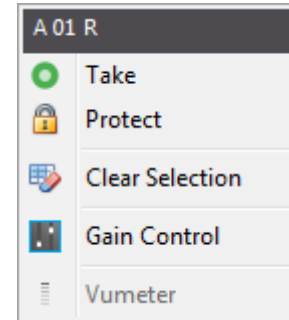 A 01 R
Take
Protect
Clear Selection
Gain Control
Vumeter